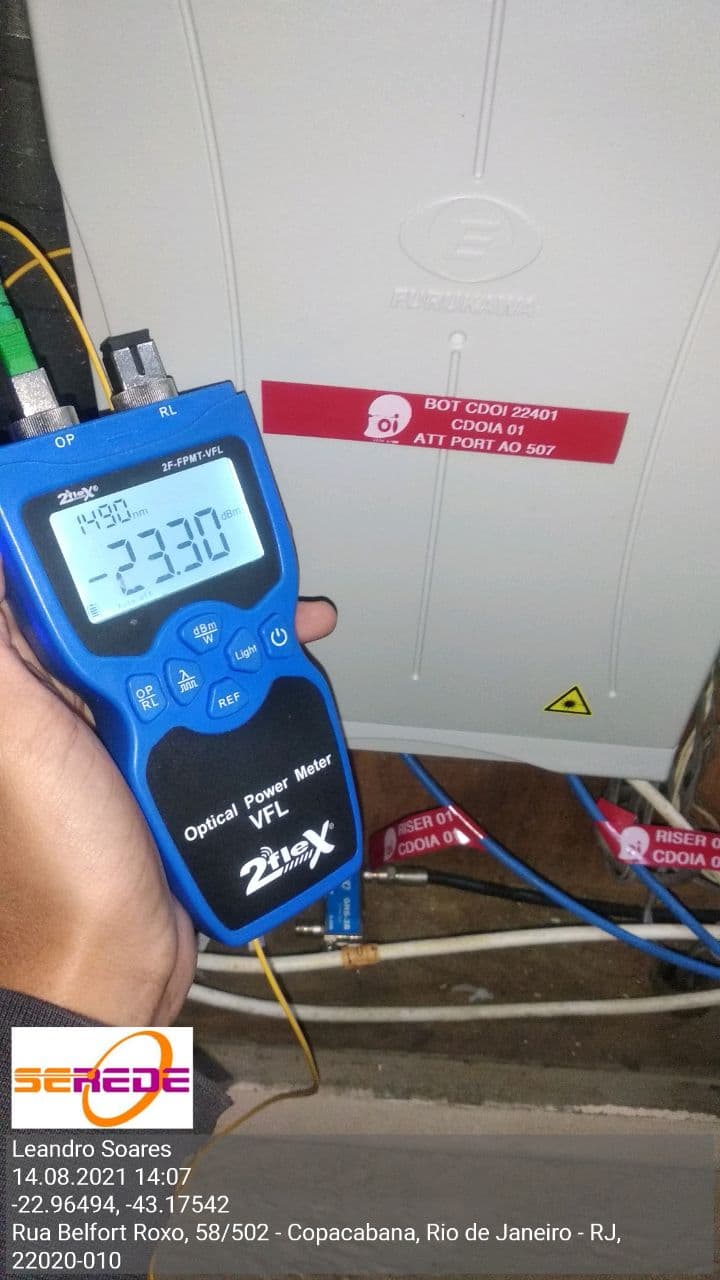 FURUKAWA
oi
BOT CDOI 22401
CDOIA 01
ATT PORT AO 507
OP
RL
2flex®
2F-FPMT-VFL
1490nm
-23.30 dBm
dBm
W
Light
OP
RL
λ
REF
Optical Power Meter
VFL
2fleX®
RISER 01
CDOIA 0
oi
RISER 0
CDOIA 0
SEREDE
Leandro Soares
14.08.2021 14:07
-22.96494, -43.17542
Rua Belfort Roxo, 58/502 - Copacabana, Rio de Janeiro - RJ,
22020-010